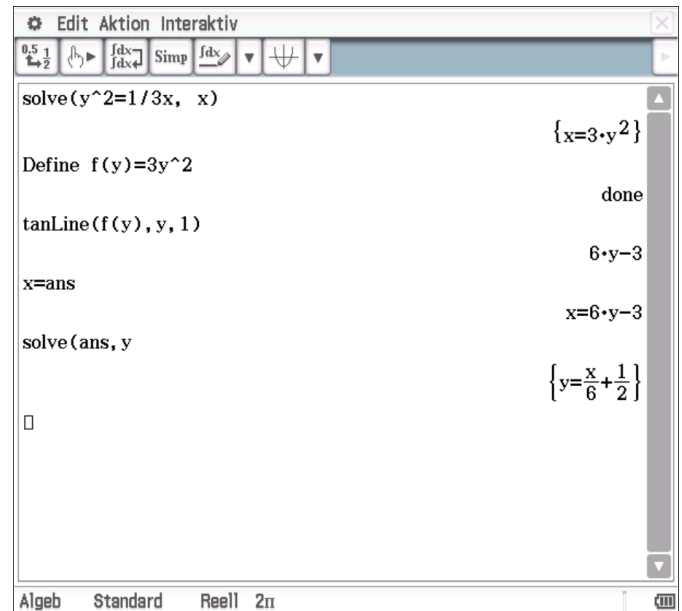 Edit Aktion Interaktiv
0,5 1 2 ∫dx ∫dx Simp ∫dx
solve(y^2=1/3x, x)
{x=3·y²}
Define f(y)=3y^2
done
tanLine(f(y),y,1)
6·y−3
x=ans
x=6·y−3
solve(ans,y
{y=x/6+1/2}
Algeb Standard Reell 2π